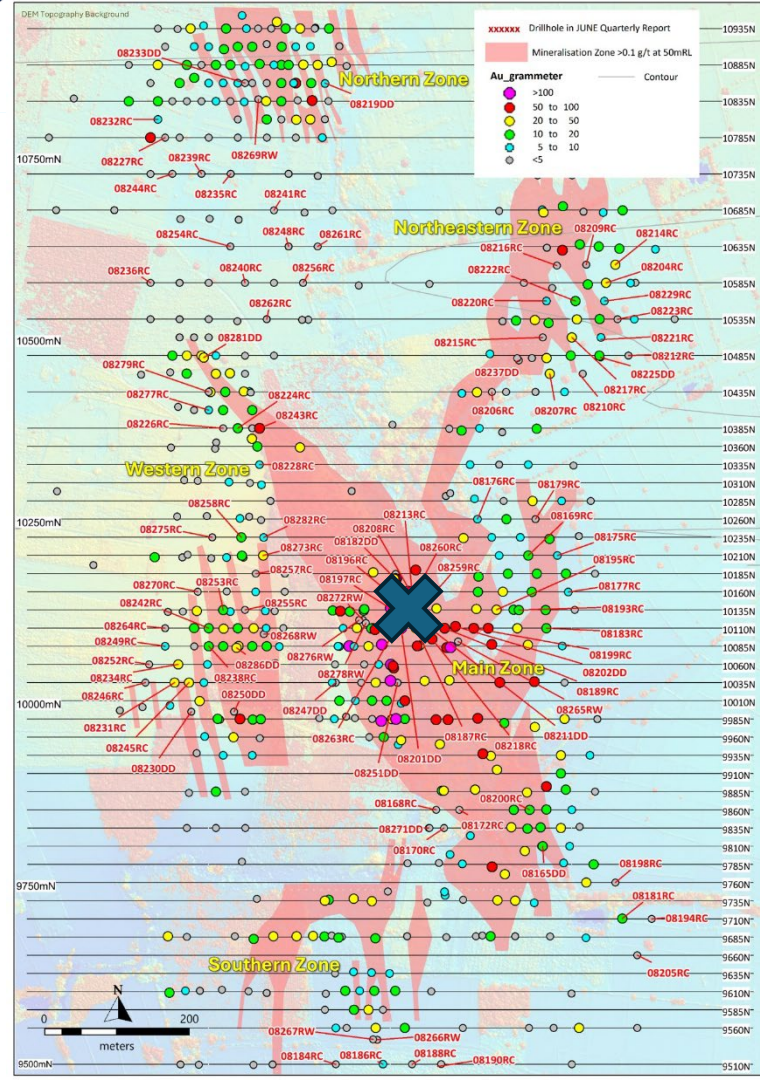 DEM Topography Background
xxxxxx Drillhole in JUNE Quarterly Report
Mineralisation Zone >0.1 g/t at 50mRL
Au_grammeter
Contour
>100
50 to 100
20 to 50
10 to 20
5 to 10
<5
10935N
08233DD
10885N
Northern Zone
08219DD
10835N
08232RC
10785N
10750mN
08227RC
08239RC
08269RW
08244RC
08235RC
10735N
08241RC
10685N
Northeastern Zone
08209RC
08214RC
08254RC
08248RC
08261RC
08216RC
10635N
08222RC
08204RC
08236RC
08240RC
08256RC
10585N
08229RC
08220RC
08262RC
08223RC
10535N
10500mN
08281DD
08215RC
08221RC
10485N
08212RC
08279RC
08237DD
08225DD
08217RC
08277RC
08224RC
10435N
08206RC
08207RC
08210RC
08226RC
08243RC
10385N
10360N
Western Zone
08228RC
10335N
10310N
08176RC
08179RC
10285N
08258RC
08213RC
08169RC
10250mN
10260N
08275RC
08282RC
08208RC
08260RC
08175RC
10235N
08182DD
08273RC
08196RC
08259RC
08195RC
10210N
08257RC
08197RC
10185N
08270RC
08253RC
08272RW
08177RC
10160N
08242RC
08255RC
08193RC
10135N
08264RC
08268RW
08183RC
10110N
08249RC
08276RW
08199RC
10085N
08252RC
08286DD
08278RW
Main Zone
08202DD
10060N
08234RC
08238RC
08189RC
10035N
08246RC
08250DD
08247DD
08265RW
10010N
10000mN
08231RC
08263RC
08187RC
08211DD
9985N
08245RC
08201DD
08218RC
08230DD
08251DD
9960N
9935N
9910N
9885N
08168RC
08200RC
9860N
08271DD
08172RC
9835N
08170RC
9810N
08165DD
9785N
08198RC
9750mN
9760N
08181RC
9735N
08194RC
9710N
9685N
Southern Zone
9660N
08205RC
9635N
N
9610N
0 200
meters
9585N
08267RW
08266RW
9560N
08184RC
08186RC
08188RC
08190RC
9500mN
9510N